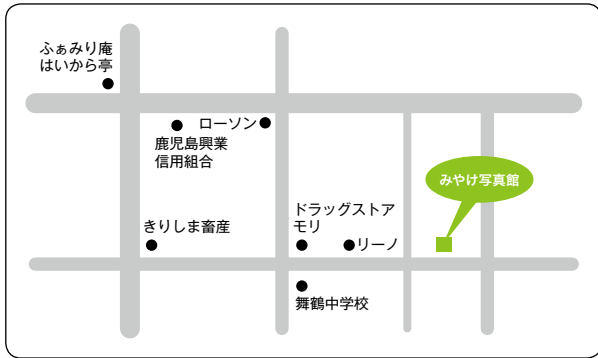 ふぁみり庵
はいから亭
ローソン
鹿児島興業
信用組合
みやけ写真館
ドラッグストア
モリ
リーノ
きりしま畜産
舞鶴中学校